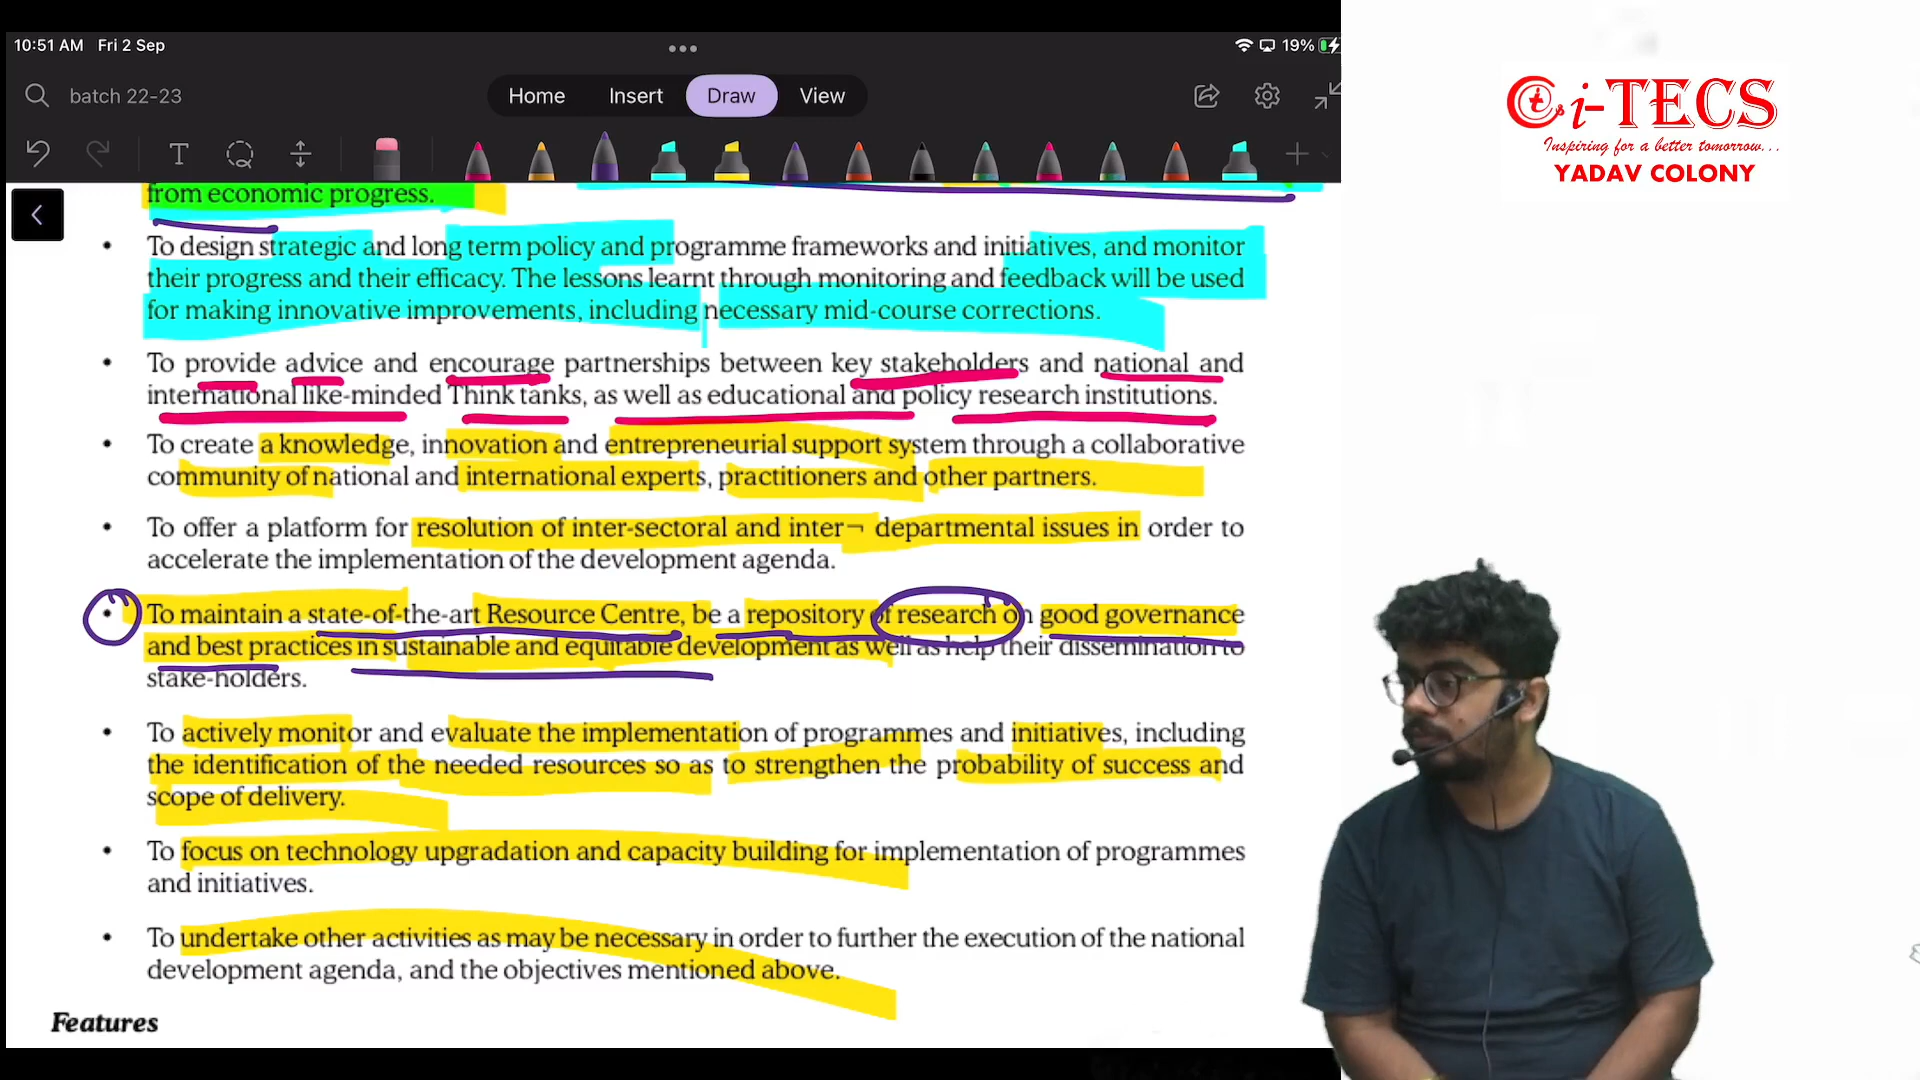 10:51 AM Fri 2 Sep
19%
batch 22-23
Home Insert Draw View
T
from economic progress.
• To design strategic and long term policy and programme frameworks and initiatives, and monitor
their progress and their efficacy. The lessons learnt through monitoring and feedback will be used
for making innovative improvements, including necessary mid-course corrections.
• To provide advice and encourage partnerships between key stakeholders and national and
international like-minded Think tanks, as well as educational and policy research institutions.
• To create a knowledge, innovation and entrepreneurial support system through a collaborative
community of national and international experts, practitioners and other partners.
• To offer a platform for resolution of inter-sectoral and inter¬ departmental issues in order to
accelerate the implementation of the development agenda.
• To maintain a state-of-the-art Resource Centre, be a repository of research on good governance
and best practices in sustainable and equitable development as well as help their dissemination to
stake-holders.
• To actively monitor and evaluate the implementation of programmes and initiatives, including
the identification of the needed resources so as to strengthen the probability of success and
scope of delivery.
• To focus on technology upgradation and capacity building for implementation of programmes
and initiatives.
• To undertake other activities as may be necessary in order to further the execution of the national
development agenda, and the objectives mentioned above.
Features
i-TECS
Inspiring for a better tomorrow...
YADAV COLONY